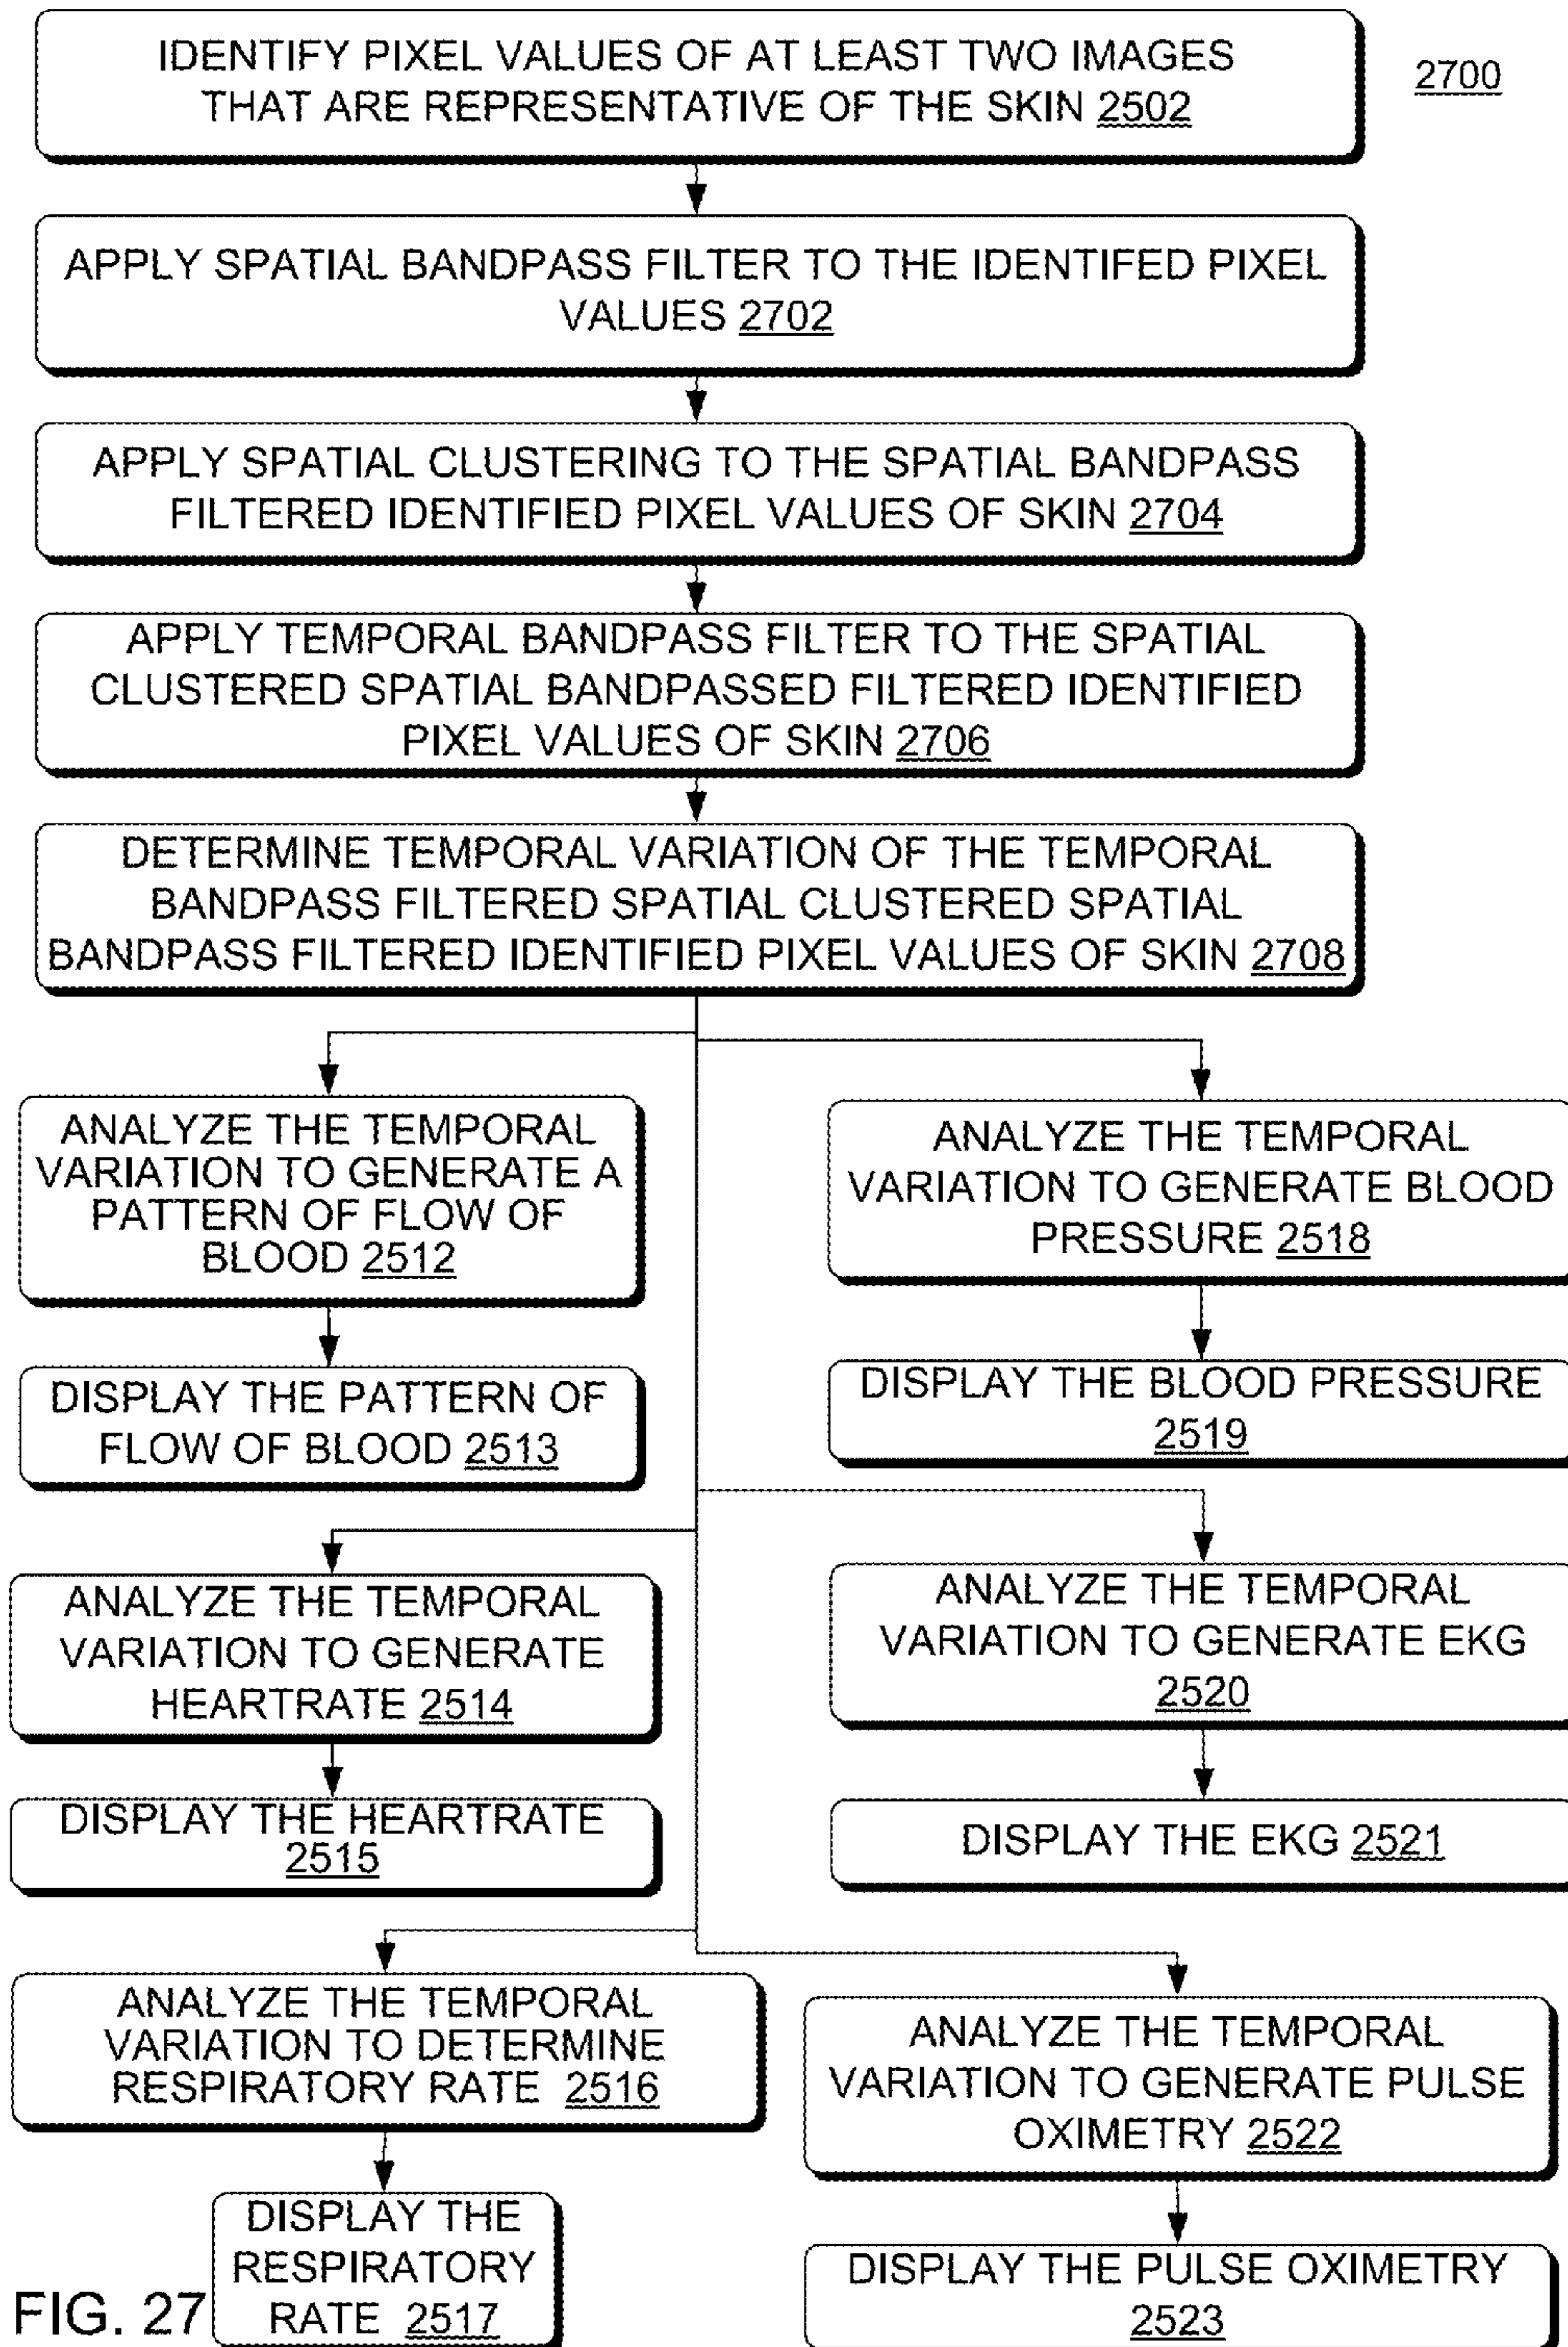 IDENTIFY PIXEL VALUES OF AT LEAST TWO IMAGES
THAT ARE REPRESENTATIVE OF THE SKIN 2502
2700
APPLY SPATIAL BANDPASS FILTER TO THE IDENTIFED PIXEL
VALUES 2702
APPLY SPATIAL CLUSTERING TO THE SPATIAL BANDPASS
FILTERED IDENTIFIED PIXEL VALUES OF SKIN 2704
APPLY TEMPORAL BANDPASS FILTER TO THE SPATIAL
CLUSTERED SPATIAL BANDPASSED FILTERED IDENTIFIED
PIXEL VALUES OF SKIN 2706
DETERMINE TEMPORAL VARIATION OF THE TEMPORAL
BANDPASS FILTERED SPATIAL CLUSTERED SPATIAL
BANDPASS FILTERED IDENTIFIED PIXEL VALUES OF SKIN 2708
ANALYZE THE TEMPORAL
VARIATION TO GENERATE A
PATTERN OF FLOW OF
BLOOD 2512
ANALYZE THE TEMPORAL
VARIATION TO GENERATE BLOOD
PRESSURE 2518
DISPLAY THE PATTERN OF
FLOW OF BLOOD 2513
DISPLAY THE BLOOD PRESSURE
2519
ANALYZE THE TEMPORAL
VARIATION TO GENERATE
HEARTRATE 2514
ANALYZE THE TEMPORAL
VARIATION TO GENERATE EKG
2520
DISPLAY THE HEARTRATE
2515
DISPLAY THE EKG 2521
ANALYZE THE TEMPORAL
VARIATION TO DETERMINE
RESPIRATORY RATE 2516
ANALYZE THE TEMPORAL
VARIATION TO GENERATE PULSE
OXIMETRY 2522
DISPLAY THE
RESPIRATORY
RATE 2517
DISPLAY THE PULSE OXIMETRY
2523
FIG. 27